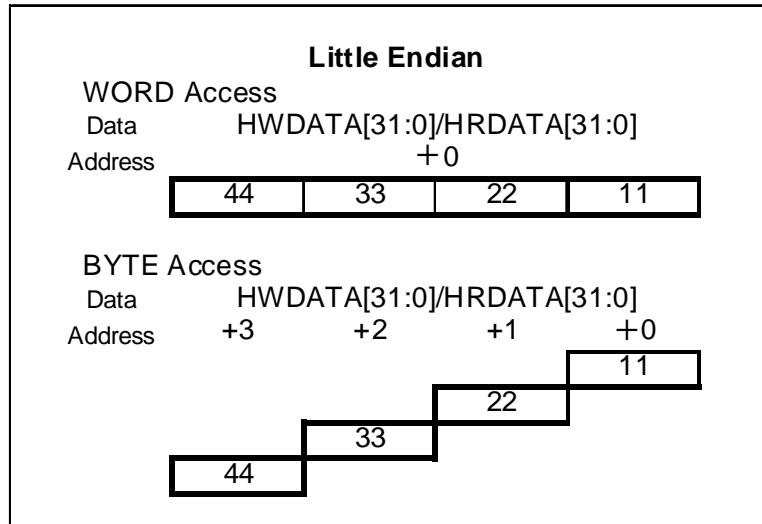 Little Endian
WORD Access
Data HWDATA[31:0]/HRDATA[31:0]
Address +0
44 33 22 11
BYTE Access
Data HWDATA[31:0]/HRDATA[31:0]
Address +3 +2 +1 +0
11
22
33
44